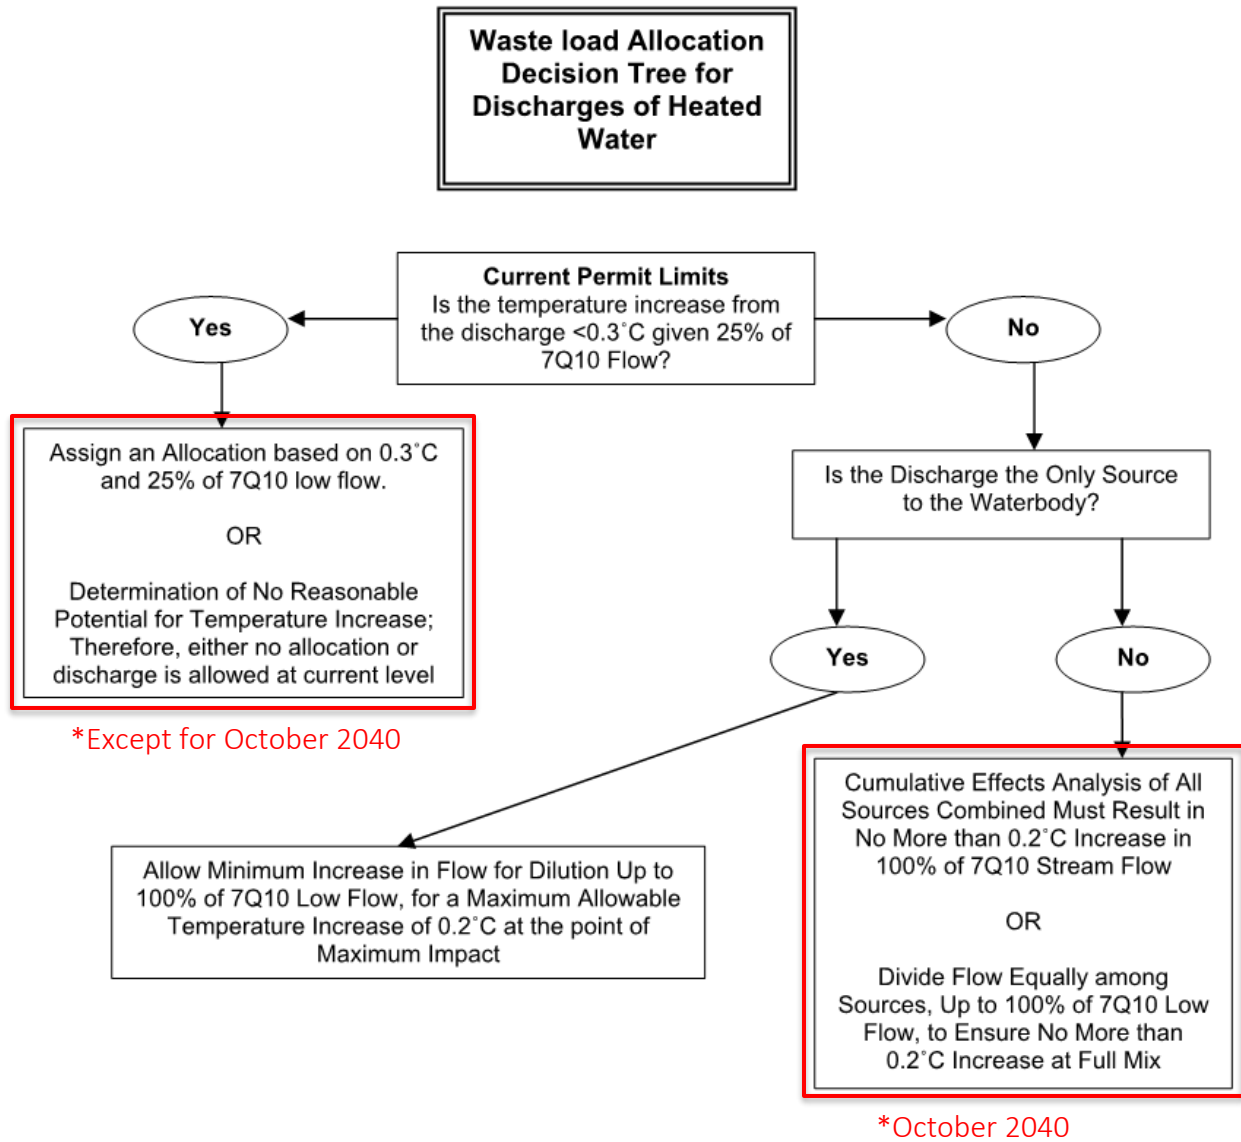 Waste load Allocation
Decision Tree for
Discharges of Heated
Water
Current Permit Limits
Is the temperature increase from
the discharge <0.3˚C given 25% of
7Q10 Flow?
Yes
No
Assign an Allocation based on 0.3˚C
and 25% of 7Q10 low flow.
OR
Determination of No Reasonable
Potential for Temperature Increase;
Therefore, either no allocation or
discharge is allowed at current level
*Except for October 2040
Is the Discharge the Only Source
to the Waterbody?
Yes
No
Allow Minimum Increase in Flow for Dilution Up to
100% of 7Q10 Low Flow, for a Maximum Allowable
Temperature Increase of 0.2˚C at the point of
Maximum Impact
Cumulative Effects Analysis of All
Sources Combined Must Result in
No More than 0.2˚C Increase in
100% of 7Q10 Stream Flow
OR
Divide Flow Equally among
Sources, Up to 100% of 7Q10 Low
Flow, to Ensure No More than
0.2˚C Increase at Full Mix
*October 2040